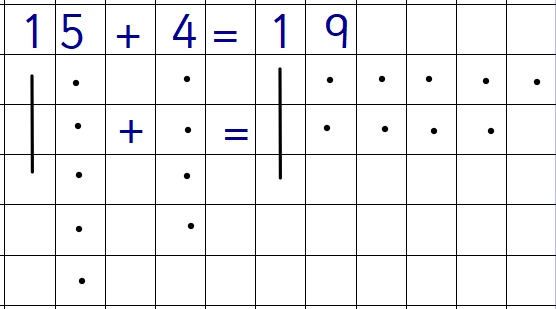 15 + 4 = 19
+ =